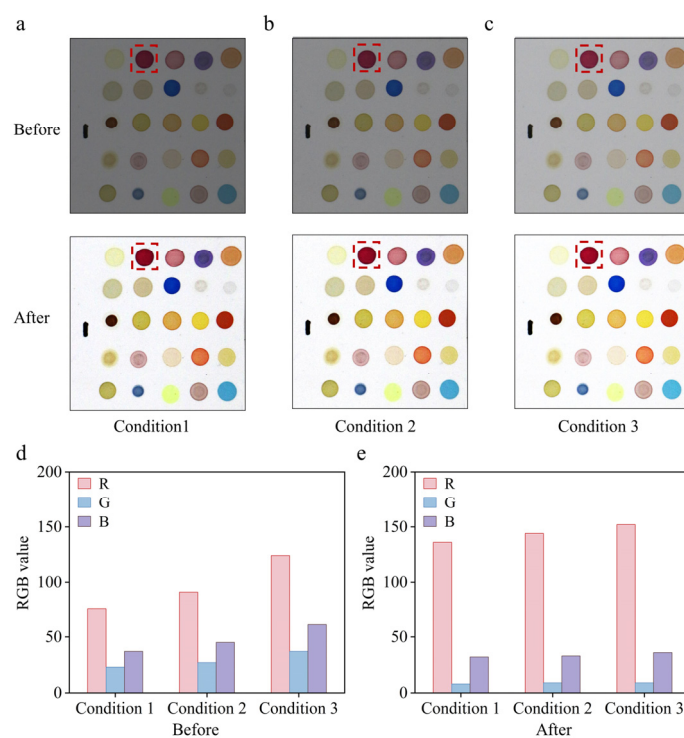 a
b
c
Before
After
Condition1
Condition 2
Condition 3
d
200
150
100
50
0
RGB value
R
G
B
Condition 1
Condition 2
Condition 3
Before
e
200
150
100
50
0
RGB value
R
G
B
Condition 1
Condition 2
Condition 3
After